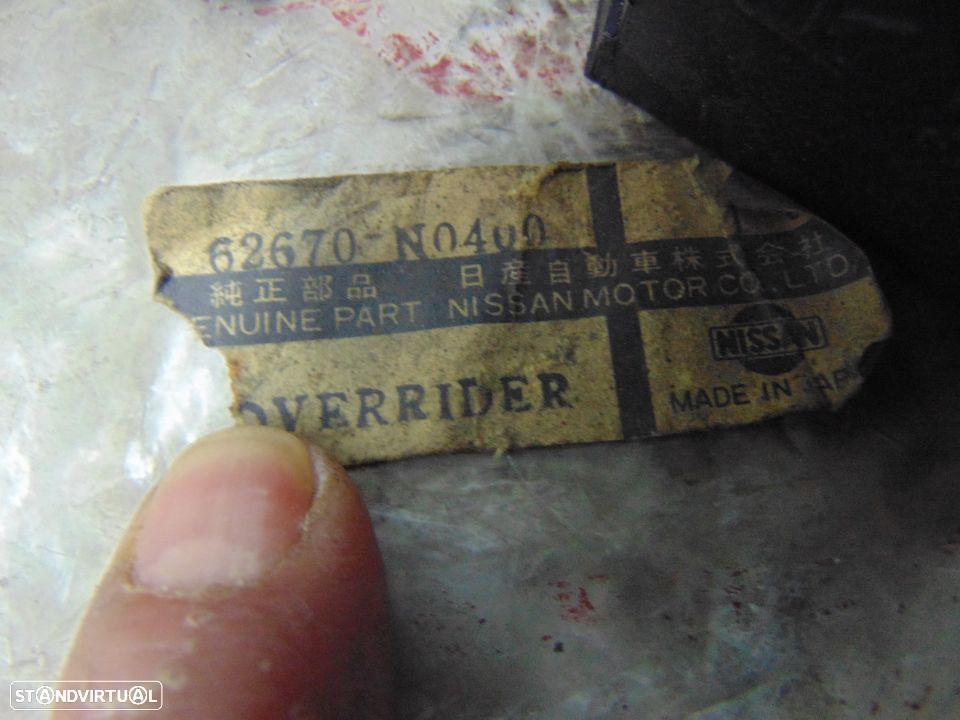 62670-N0400
純正部品 日産自動車株式会社
ENUINE PART NISSAN MOTOR CO., LTD.
NISSAN
OVERRIDER
MADE IN JAP
STANDVIRTUAL